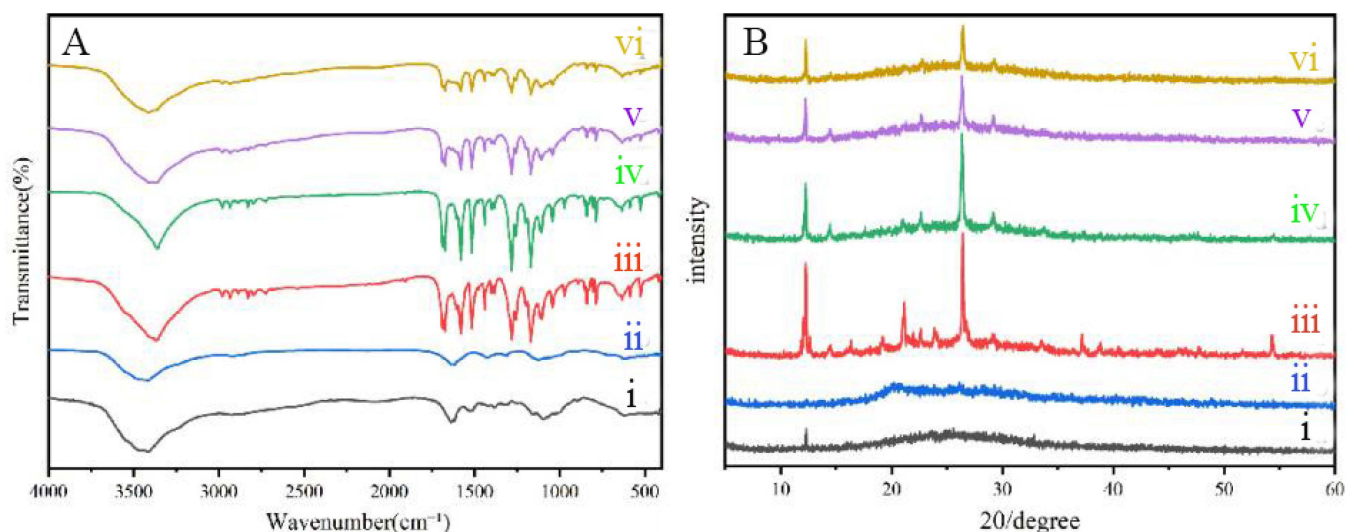 A
vi
v
iv
iii
ii
i
Transmittance(%)
4000 3500 3000 2500 2000 1500 1000 500
Wavenumber(cm⁻¹)
B
vi
v
iv
iii
ii
i
intensity
10 20 30 40 50 60
20/degree